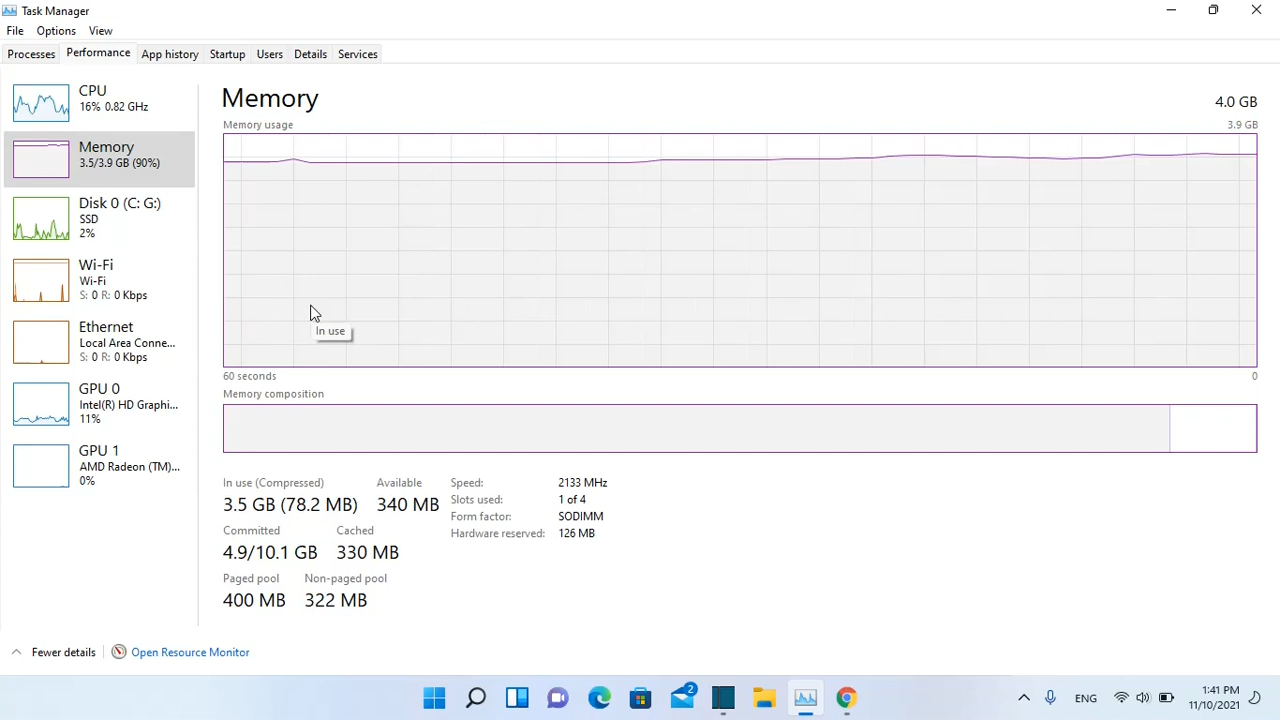 Task Manager
File Options View
Processes Performance App history Startup Users Details Services
CPU
16% 0.82 GHz
Memory
3.5/3.9 GB (90%)
Disk 0 (C: G:)
SSD
2%
Wi-Fi
Wi-Fi
S: 0 R: 0 Kbps
Ethernet
Local Area Conne...
S: 0 R: 0 Kbps
GPU 0
Intel(R) HD Graphi...
11%
GPU 1
AMD Radeon (TM)...
0%
Memory 4.0 GB
Memory usage 3.9 GB
In use
60 seconds 0
Memory composition
In use (Compressed) Available
3.5 GB (78.2 MB) 340 MB
Committed Cached
4.9/10.1 GB 330 MB
Paged pool Non-paged pool
400 MB 322 MB
Speed: 2133 MHz
Slots used: 1 of 4
Form factor: SODIMM
Hardware reserved: 126 MB
Fewer details Open Resource Monitor
2
ENG
1:41 PM
11/10/2021